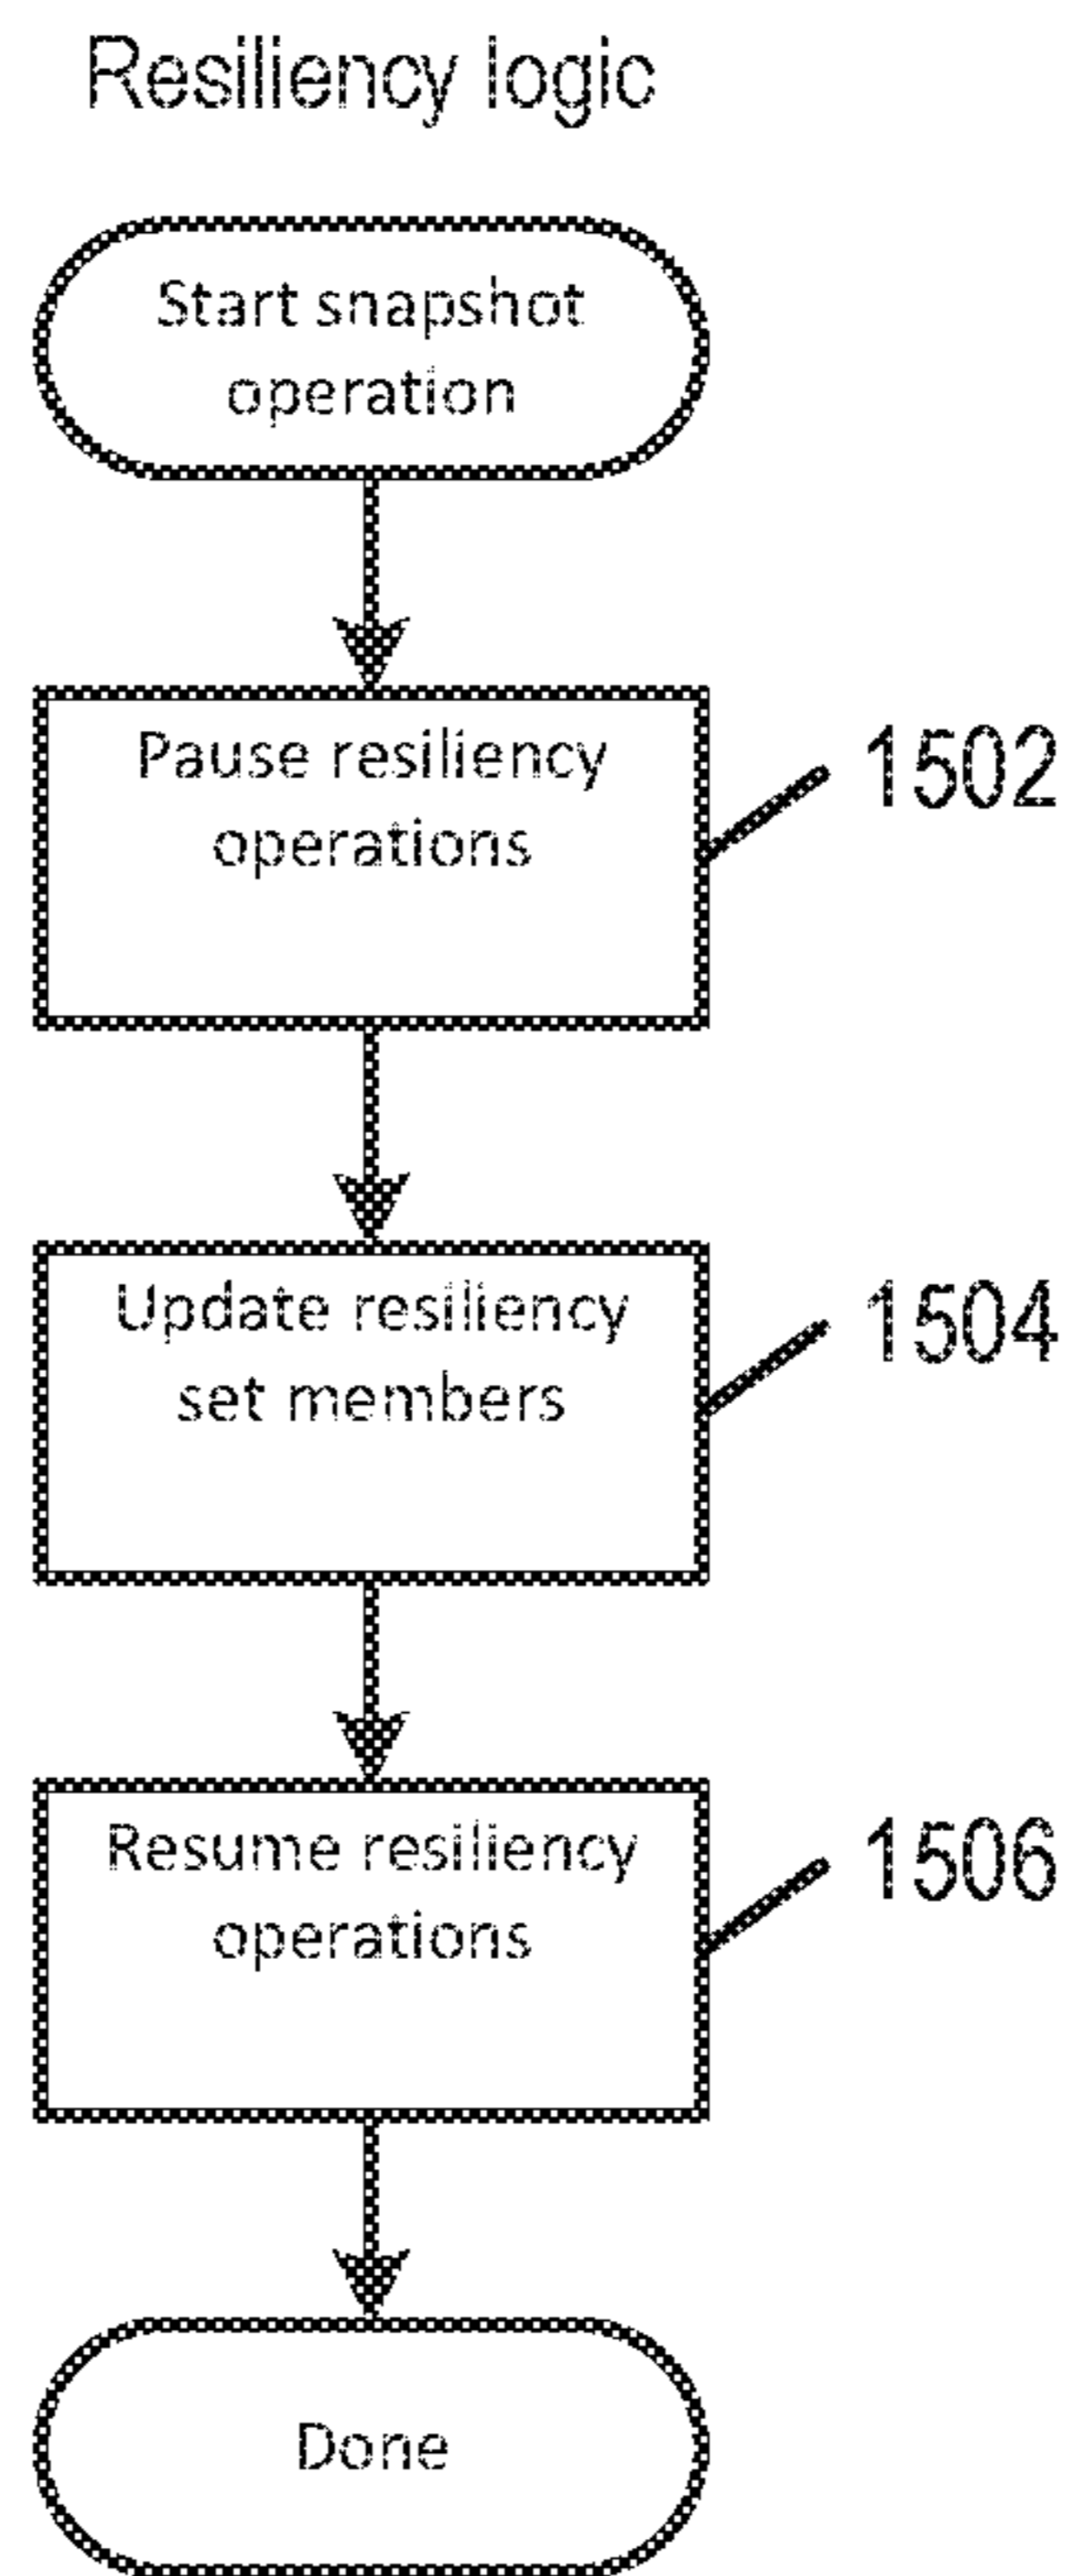 Resiliency logic
Start snapshot
operation
Pause resiliency
operations
1502
Update resiliency
set members
1504
Resume resiliency
operations
1506
Done